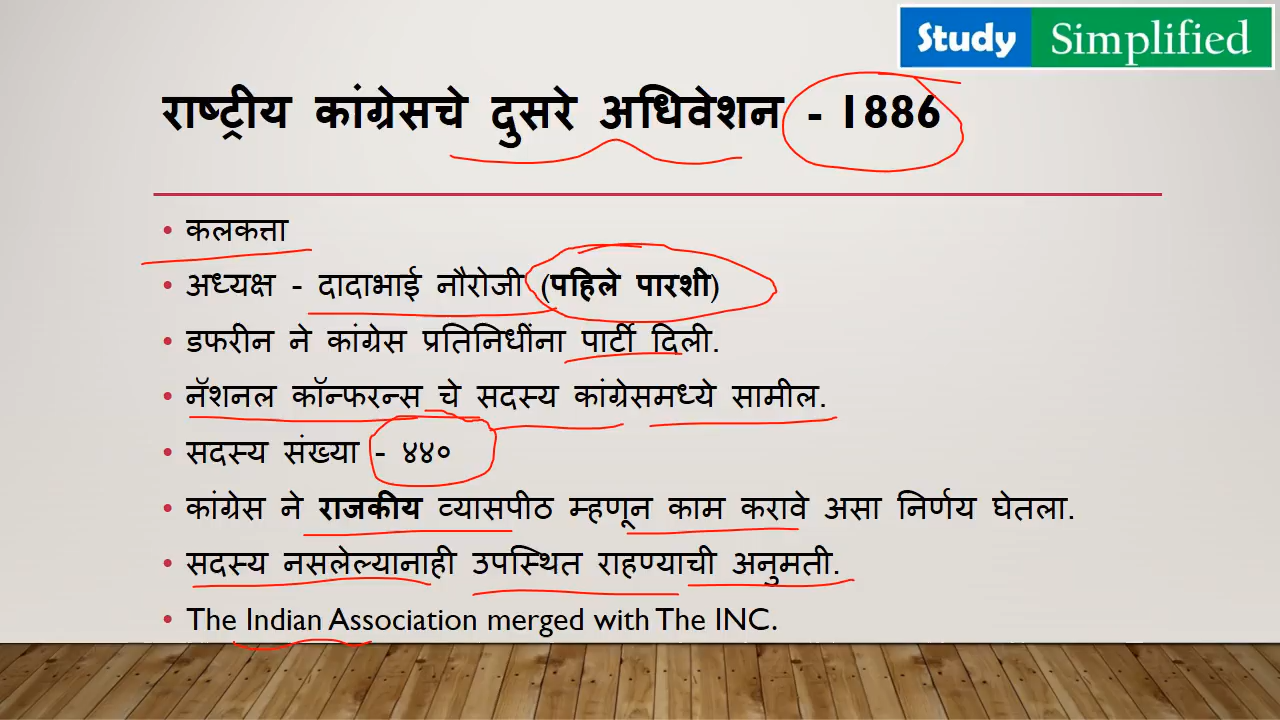 Study Simplified
राष्ट्रीय कांग्रेसचे दुसरे अधिवेशन - 1886
• कलकत्ता
• अध्यक्ष - दादाभाई नौरोजी (पहिले पारशी)
• डफरीन ने कांग्रेस प्रतिनिधींना पार्टी दिली.
• नॅशनल कॉन्फरन्स चे सदस्य कांग्रेसमध्ये सामील.
• सदस्य संख्या - ४४०
• कांग्रेस ने राजकीय व्यासपीठ म्हणून काम करावे असा निर्णय घेतला.
• सदस्य नसलेल्यानाही उपस्थित राहण्याची अनुमती.
• The Indian Association merged with The INC.